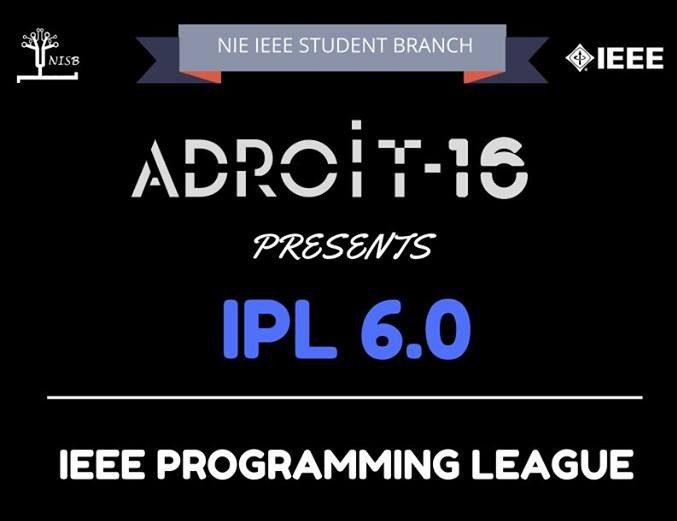 NISB
NIE IEEE STUDENT BRANCH
IEEE
ADROIT-16
PRESENTS
IPL 6.0
IEEE PROGRAMMING LEAGUE